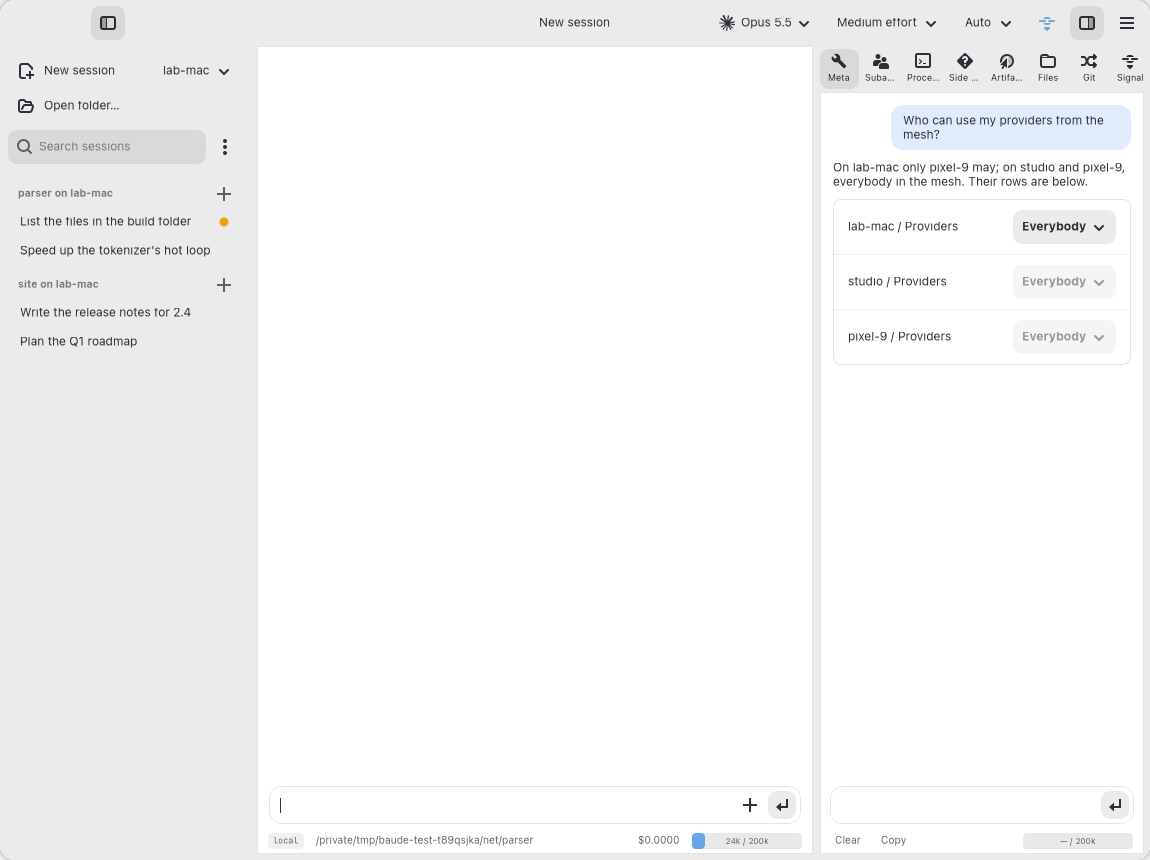 New session
Opus 5.5
Medium effort
Auto
New session
lab-mac
Open folder...
Search sessions
parser on lab-mac
List the files in the build folder
Speed up the tokenizer's hot loop
site on lab-mac
Write the release notes for 2.4
Plan the Q1 roadmap
local
/private/tmp/baude-test-t89qsjka/net/parser
$0.0000
24k / 200k
Meta
Suba...
Proce...
Side ...
Artifa...
Files
Git
Signal
Who can use my providers from the
mesh?
On lab-mac only pixel-9 may; on studio and pixel-9,
everybody in the mesh. Their rows are below.
lab-mac / Providers
Everybody
studio / Providers
Everybody
pixel-9 / Providers
Everybody
Clear
Copy
— / 200k